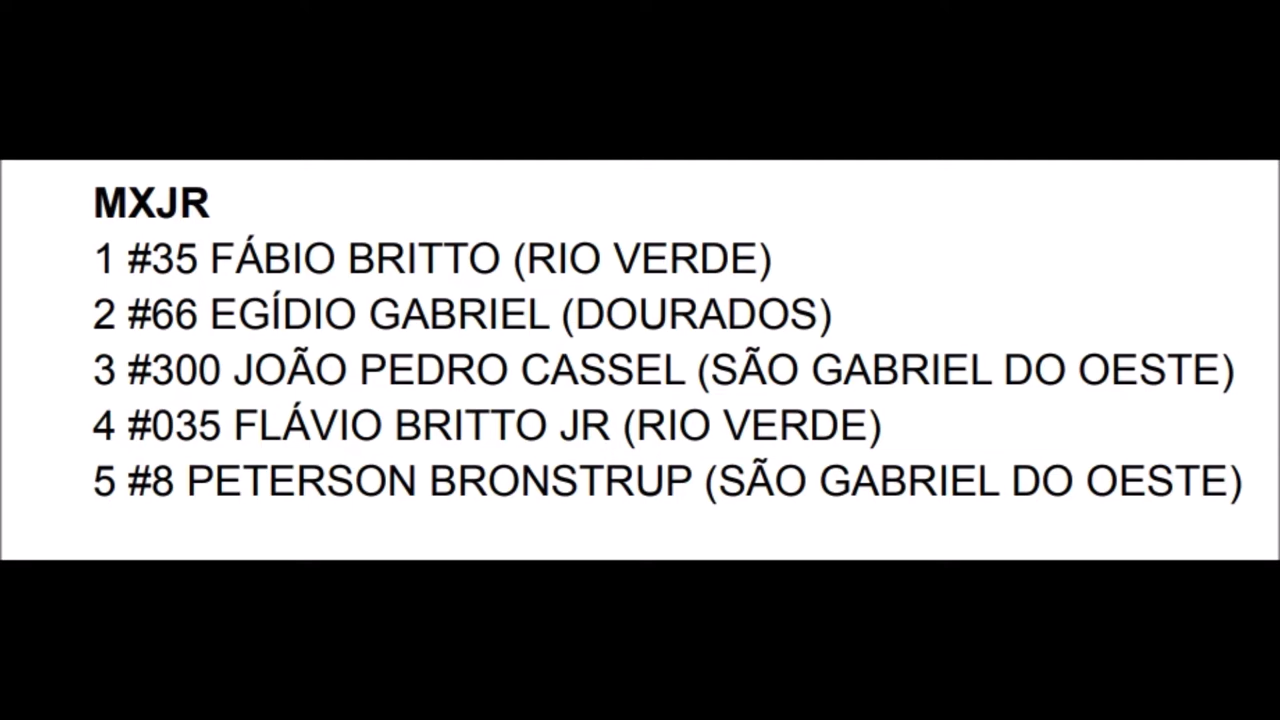 MXJR
1 #35 FÁBIO BRITTO (RIO VERDE)
2 #66 EGÍDIO GABRIEL (DOURADOS)
3 #300 JOÃO PEDRO CASSEL (SÃO GABRIEL DO OESTE)
4 #035 FLÁVIO BRITTO JR (RIO VERDE)
5 #8 PETERSON BRONSTRUP (SÃO GABRIEL DO OESTE)